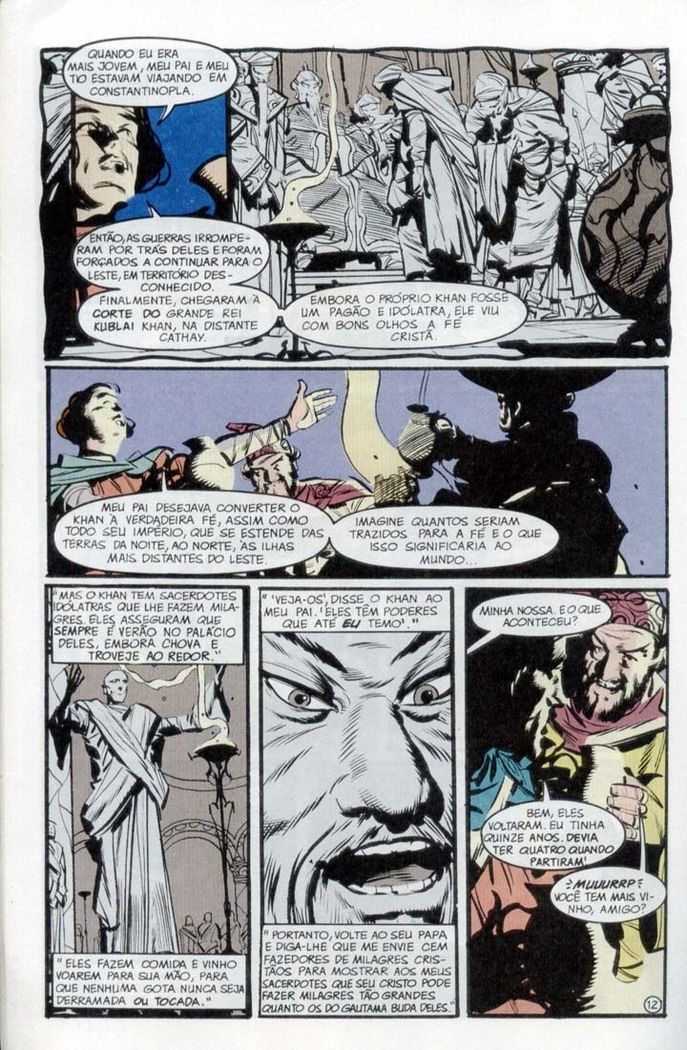 QUANDO EU ERA
MAIS JOVEM, MEU PAI E MEU
TIO ESTAVAM VIAJANDO EM
CONSTANTINOPLA.
ENTÃO, AS GUERRAS IRROMPE-
RAM POR TRÁS DELES E FORAM
FORÇADOS A CONTINUAR PARA O
LESTE, EM TERRITÓRIO DES-
CONHECIDO.
FINALMENTE, CHEGARAM À
CORTE DO GRANDE REI
KUBLAI KHAN, NA DISTANTE
CATHAY.
EMBORA O PRÓPRIO KHAN FOSSE
UM PAGÃO E IDÓLATRA, ELE VIU
COM BONS OLHOS A FÉ
CRISTÃ.
MEU PAI DESEJAVA CONVERTER O
KHAN À VERDADEIRA FÉ, ASSIM COMO
TODO SEU IMPÉRIO, QUE SE ESTENDE DAS
TERRAS DA NOITE, AO NORTE, ÀS ILHAS
MAIS DISTANTES DO LESTE.
IMAGINE QUANTOS SERIAM
TRAZIDOS PARA A FÉ E O QUE
ISSO SIGNIFICARIA AO
MUNDO...
"MAS O KHAN TEM SACERDOTES
IDÓLATRAS QUE LHE FAZEM MILA-
GRES. ELES ASSEGURAM QUE
SEMPRE É VERÃO NO PALÁCIO
DELES, EMBORA CHOVA E
TROVEJE AO REDOR."
"ELES FAZEM COMIDA E VINHO
VOAREM PARA SUA MÃO, PARA
QUE NENHUMA GOTA NUNCA SEJA
DERRAMADA OU TOCADA."
"'VEJA-OS', DISSE O KHAN AO
MEU PAI. 'ELES TÊM PODERES
QUE ATÉ EU TEMO'."
"PORTANTO, VOLTE AO SEU PAPA
E DIGA-LHE QUE ME ENVIE CEM
FAZEDORES DE MILAGRES CRIS-
TÃOS PARA MOSTRAR AOS MEUS
SACERDOTES QUE SEU CRISTO PODE
FAZER MILAGRES TÃO GRANDES
QUANTO OS DO GAUTAMA BUDA DELES."
MINHA NOSSA. E O QUE
ACONTECEU?
BEM, ELES
VOLTARAM. EU TINHA
QUINZE ANOS. DEVIA
TER QUATRO QUANDO
PARTIRAM!
MUUURRP
VOCÊ TEM MAIS VI-
NHO, AMIGO?
12